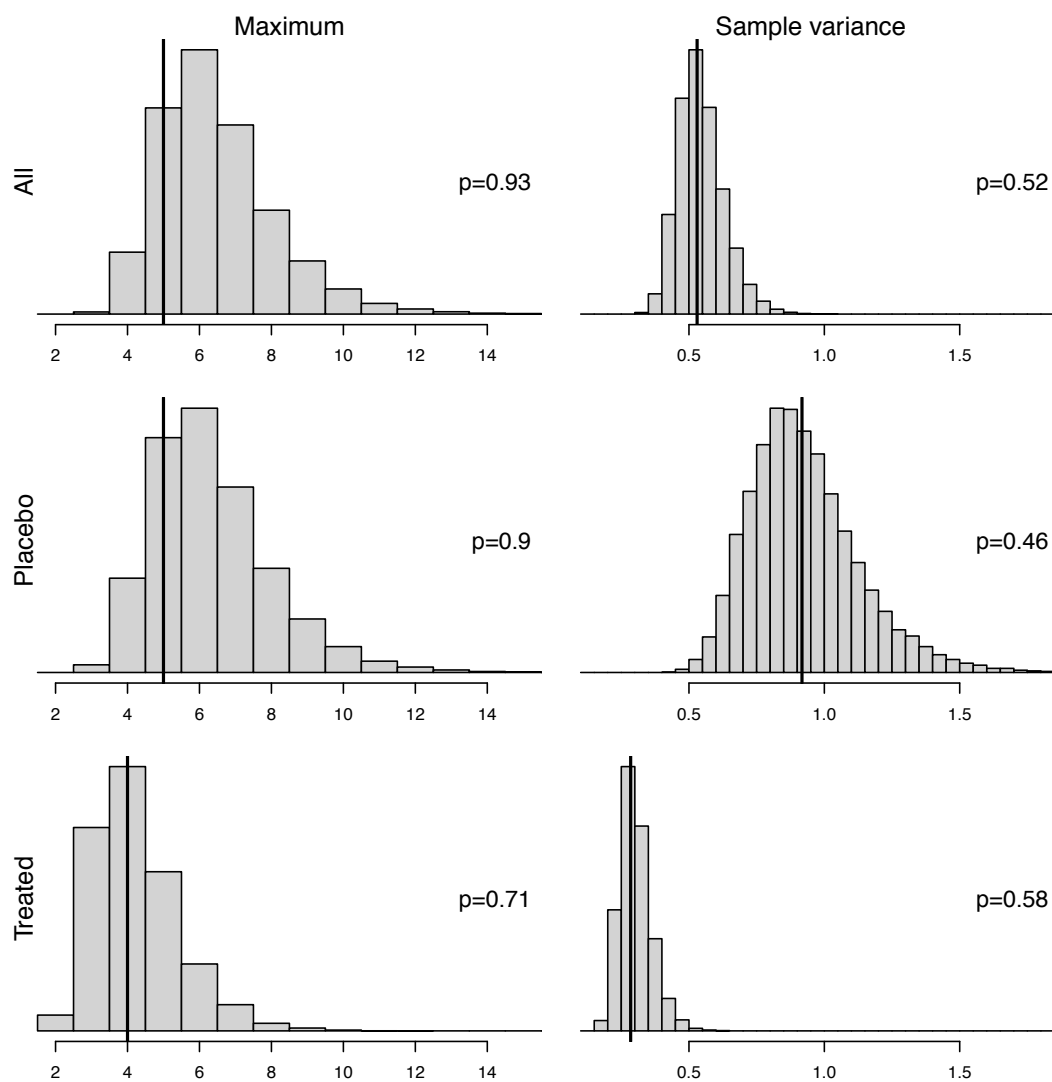 Maximum
Sample variance
All
p=0.93
p=0.52
2 4 6 8 10 12 14
0.5 1.0 1.5
Placebo
p=0.9
p=0.46
2 4 6 8 10 12 14
0.5 1.0 1.5
Treated
p=0.71
p=0.58
2 4 6 8 10 12 14
0.5 1.0 1.5